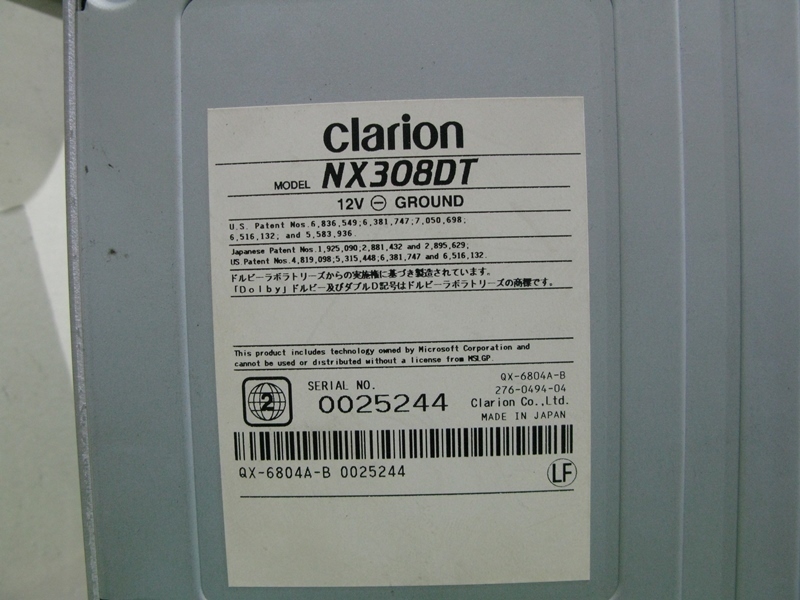 clarion
MODEL NX308DT
12V ⊖ GROUND
U.S. Patent Nos.6,836,549;6,381,747;7,050,698;
6,516,132; and 5,583,936.
Japanese Patent Nos.1,925,090;2,881,432 and 2,895,629;
US Patent Nos.4,819,098;5,315,448;6,381,747 and 6,516,132.
ドルビーラボラトリーズからの実施権に基づき製造されています。
「Dolby」ドルビー及びダブルD記号はドルビーラボラトリーズの商標です。
This product includes technology owned by Microsoft Corporation and
cannot be used or distributed without a license from MSLGP.
2
SERIAL NO.
0025244
QX-6804A-B
276-0494-04
Clarion Co.,Ltd.
MADE IN JAPAN
QX-6804A-B 0025244
LF